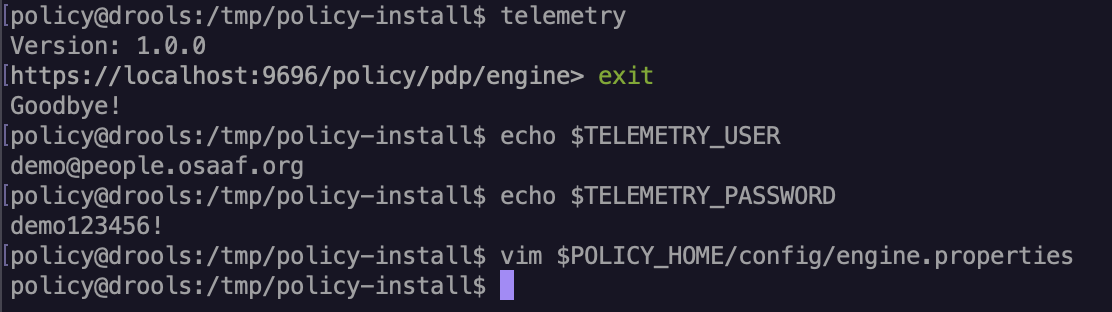 [policy@drools:/tmp/policy-install$ telemetry
Version: 1.0.0
[https://localhost:9696/policy/pdp/engine> exit
Goodbye!
[policy@drools:/tmp/policy-install$ echo $TELEMETRY_USER
demo@people.osaaf.org
[policy@drools:/tmp/policy-install$ echo $TELEMETRY_PASSWORD
demo123456!
[policy@drools:/tmp/policy-install$ vim $POLICY_HOME/config/engine.properties
policy@drools:/tmp/policy-install$